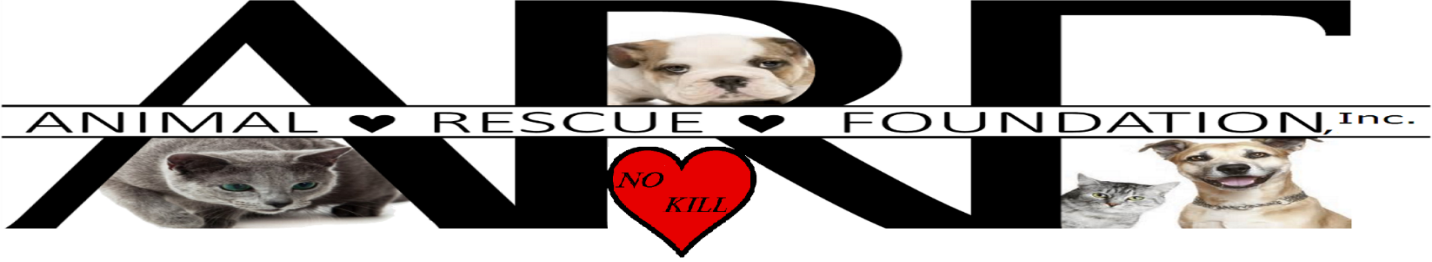 ARF
ANIMAL ♥ RESCUE ♥ FOUNDATION, Inc.
NO
KILL